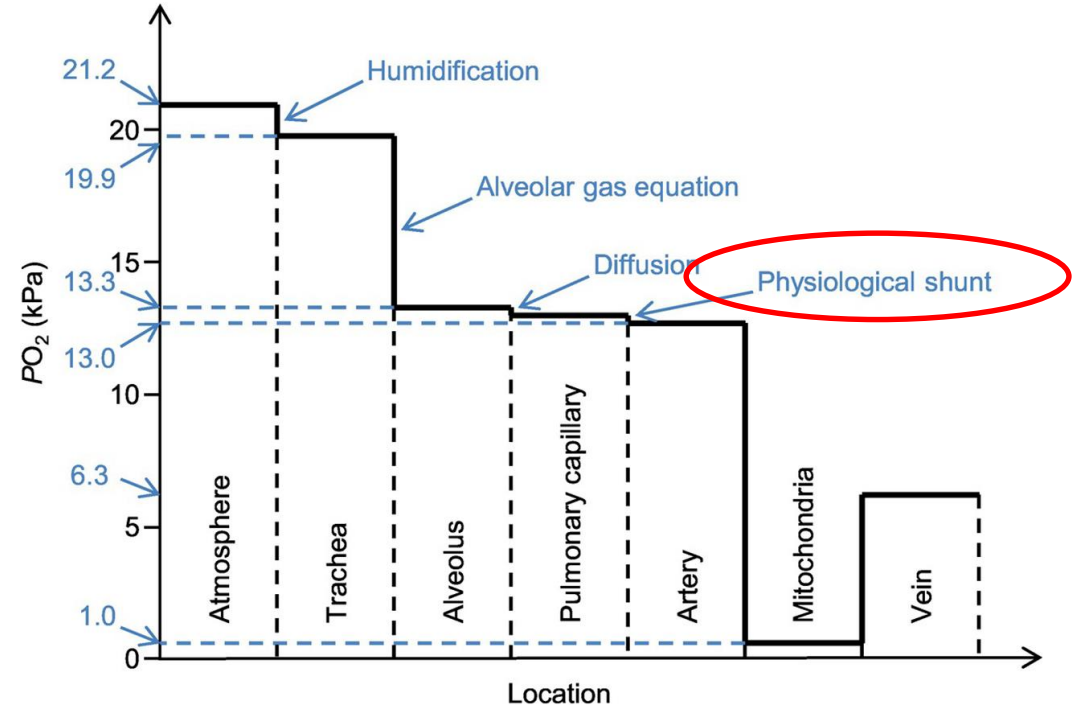 21.2
Humidification
20
19.9
Alveolar gas equation
15
Diffusion
13.3
Physiological shunt
13.0
PO2 (kPa)
10
6.3
5
1.0
0
Atmosphere
Trachea
Alveolus
Pulmonary capillary
Artery
Mitochondria
Vein
Location